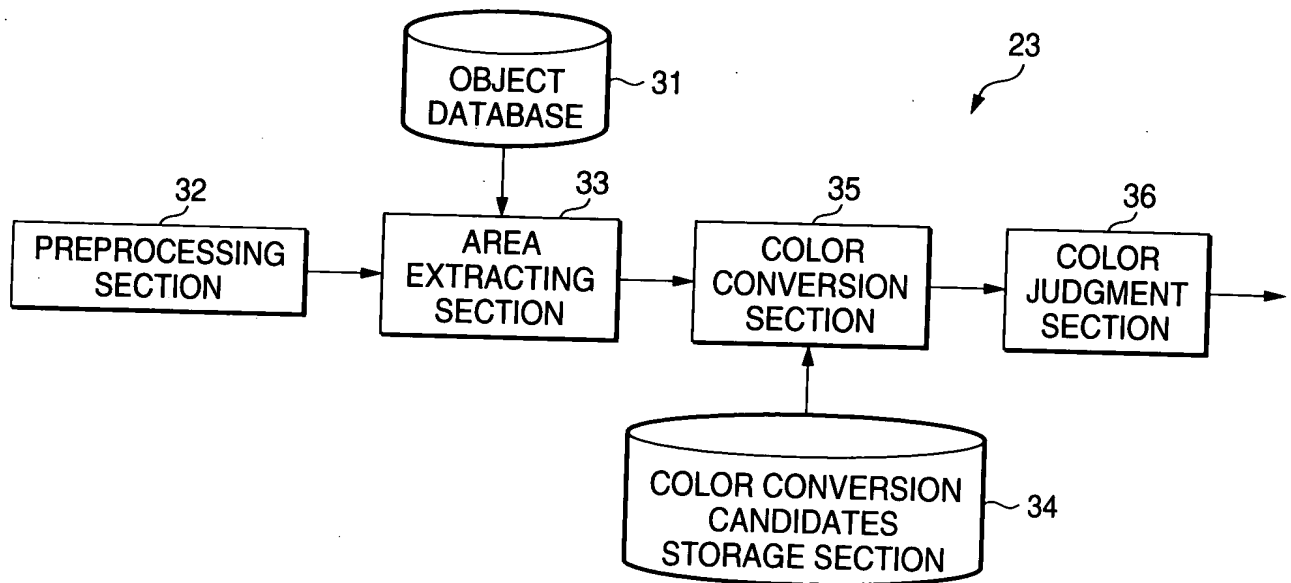 OBJECT
DATABASE
31
23
32
PREPROCESSING
SECTION
33
AREA
EXTRACTING
SECTION
35
COLOR
CONVERSION
SECTION
36
COLOR
JUDGMENT
SECTION
COLOR CONVERSION
CANDIDATES
STORAGE SECTION
34